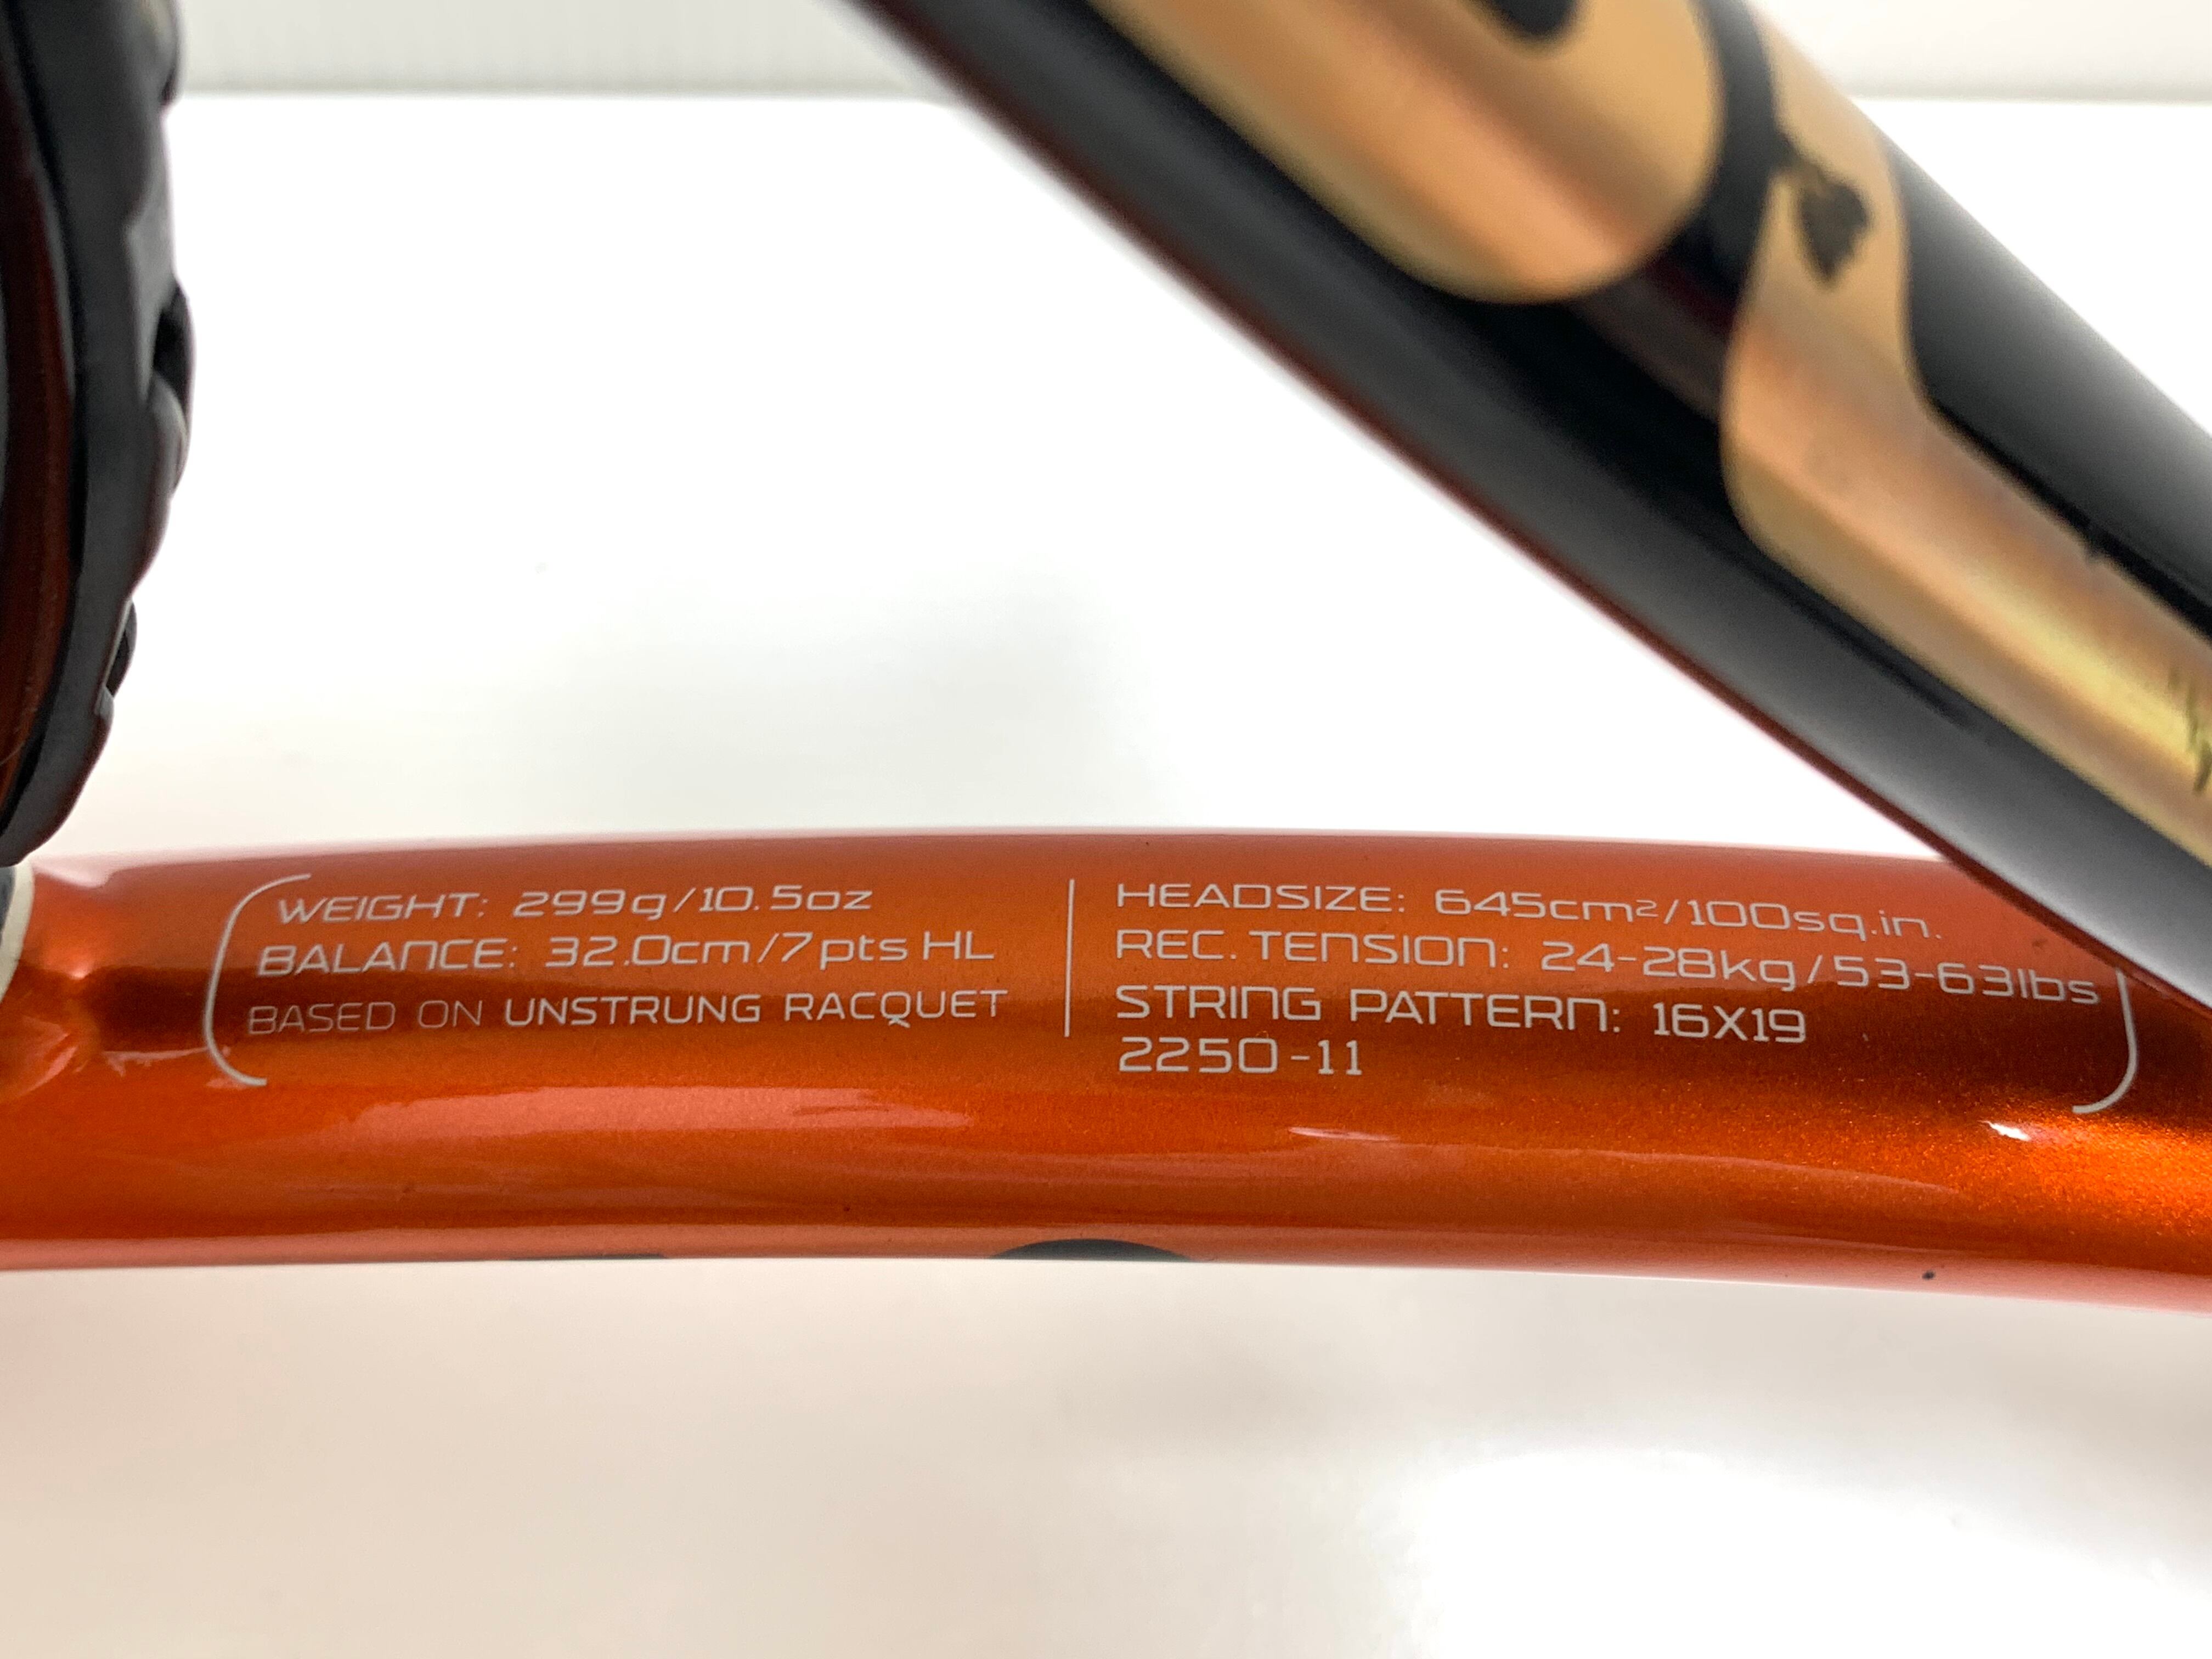 WEIGHT: 299g/10.5oz
BALANCE: 32.0cm/7pts HL
BASED ON UNSTRUNG RACQUET
HEADSIZE: 645cm²/100sq.in.
REC. TENSION: 24-28kg/53-63lbs
STRING PATTERN: 16X19
2250-11